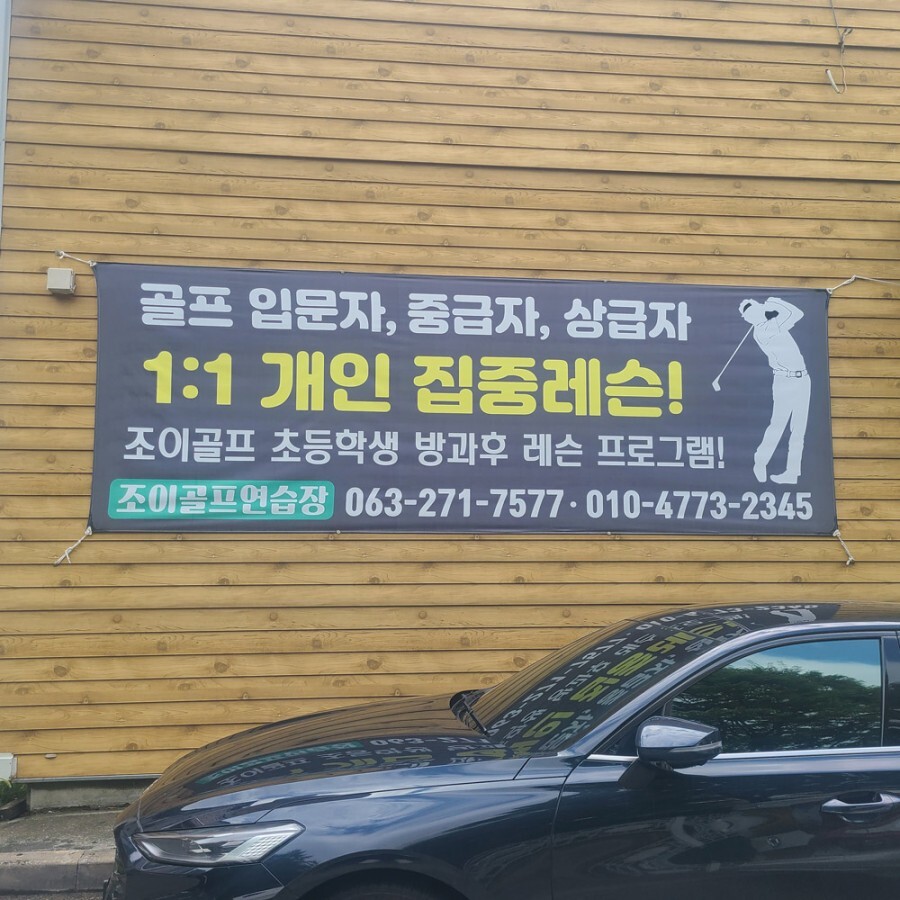 골프 입문자, 중급자, 상급자
1:1 개인 집중레슨!
조이골프 초등학생 방과후 레슨 프로그램!
조이골프연습장 063-271-7577 · 010-4773-2345